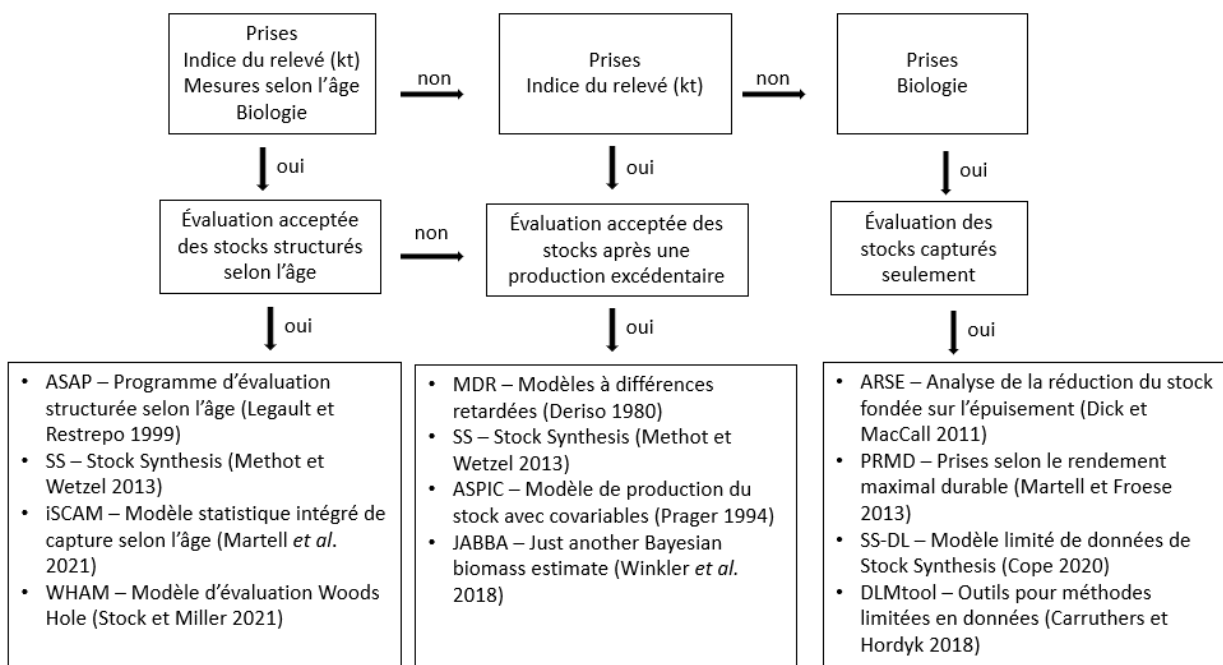 Prises
Indice du relevé (kt)
Mesures selon l'âge
Biologie
non
Prises
Indice du relevé (kt)
non
Prises
Biologie
oui
oui
oui
Évaluation acceptée
des stocks structurés
selon l'âge
non
Évaluation acceptée des
stocks après une
production excédentaire
Évaluation des
stocks capturés
seulement
oui
oui
oui
• ASAP – Programme d'évaluation
structurée selon l'âge (Legault et
Restrepo 1999)
• SS – Stock Synthesis (Methot et
Wetzel 2013)
• iSCAM – Modèle statistique intégré de
capture selon l'âge (Martell et al.
2021)
• WHAM – Modèle d'évaluation Woods
Hole (Stock et Miller 2021)
• MDR – Modèles à différences
retardées (Deriso 1980)
• SS – Stock Synthesis (Methot et
Wetzel 2013)
• ASPIC – Modèle de production du
stock avec covariables (Prager 1994)
• JABBA – Just another Bayesian
biomass estimate (Winkler et al.
2018)
• ARSE – Analyse de la réduction du stock
fondée sur l'épuisement (Dick et
MacCall 2011)
• PRMD – Prises selon le rendement
maximal durable (Martell et Froese
2013)
• SS-DL – Modèle limité de données de
Stock Synthesis (Cope 2020)
• DLMtool – Outils pour méthodes
limitées en données (Carruthers et
Hordyk 2018)